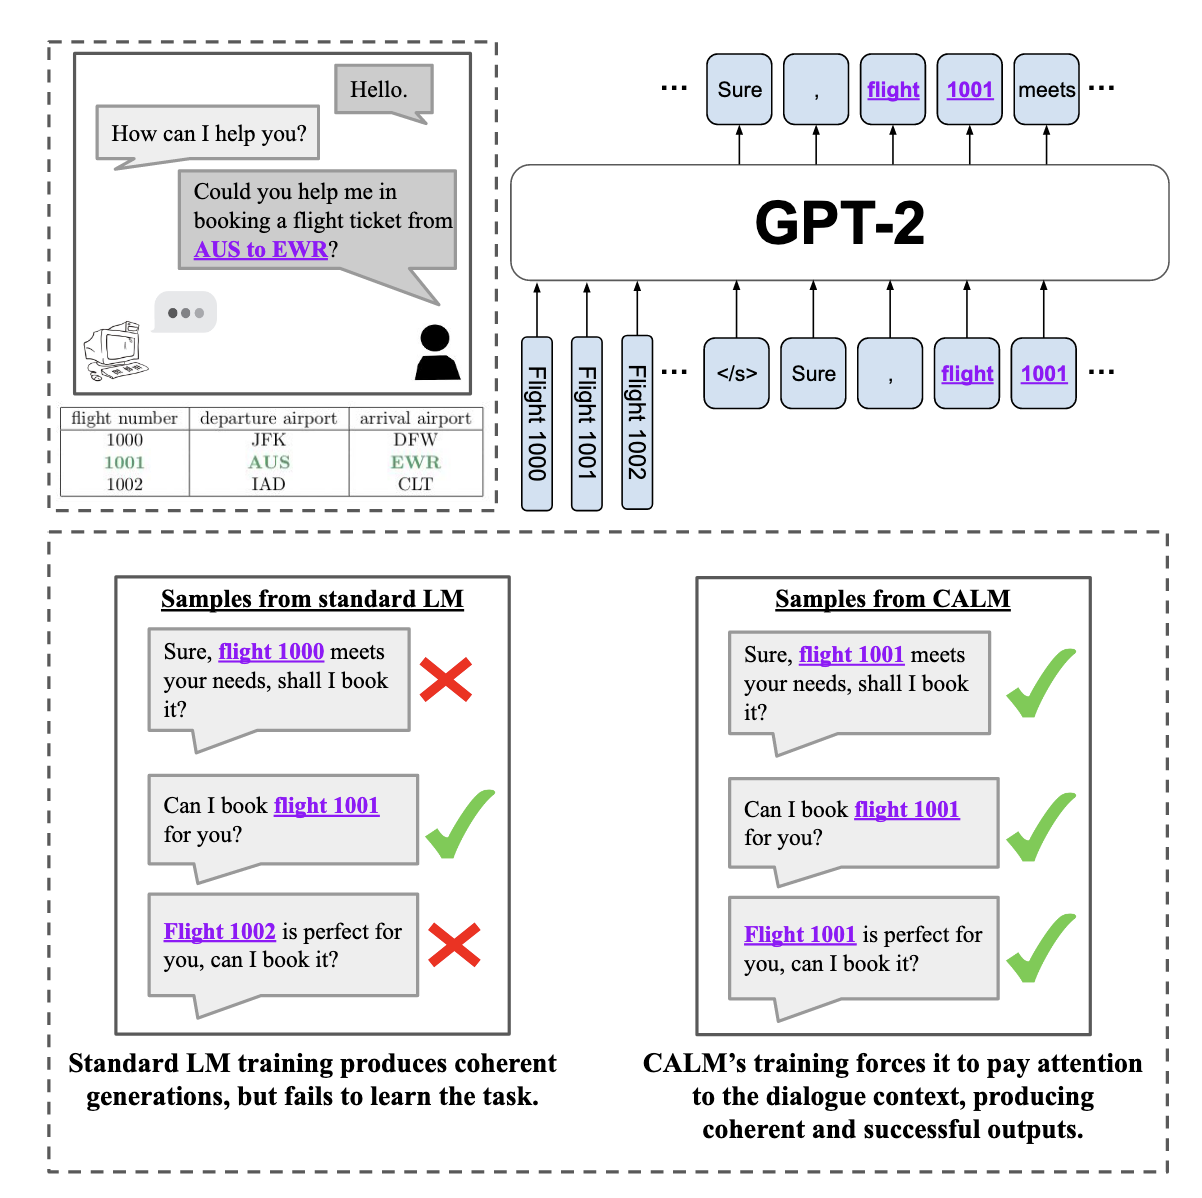 Hello.
How can I help you?
Could you help me in
booking a flight ticket from
AUS to EWR?
flight number departure airport arrival airport
1000 JFK DFW
1001 AUS EWR
1002 IAD CLT
... Sure , flight 1001 meets ...
GPT-2
Flight 1000
Flight 1001
Flight 1002
... </s> Sure , flight 1001 ...
Samples from standard LM
Sure, flight 1000 meets
your needs, shall I book
it?
Can I book flight 1001
for you?
Flight 1002 is perfect for
you, can I book it?
Standard LM training produces coherent
generations, but fails to learn the task.
Samples from CALM
Sure, flight 1001 meets
your needs, shall I book
it?
Can I book flight 1001
for you?
Flight 1001 is perfect for
you, can I book it?
CALM’s training forces it to pay attention
to the dialogue context, producing
coherent and successful outputs.